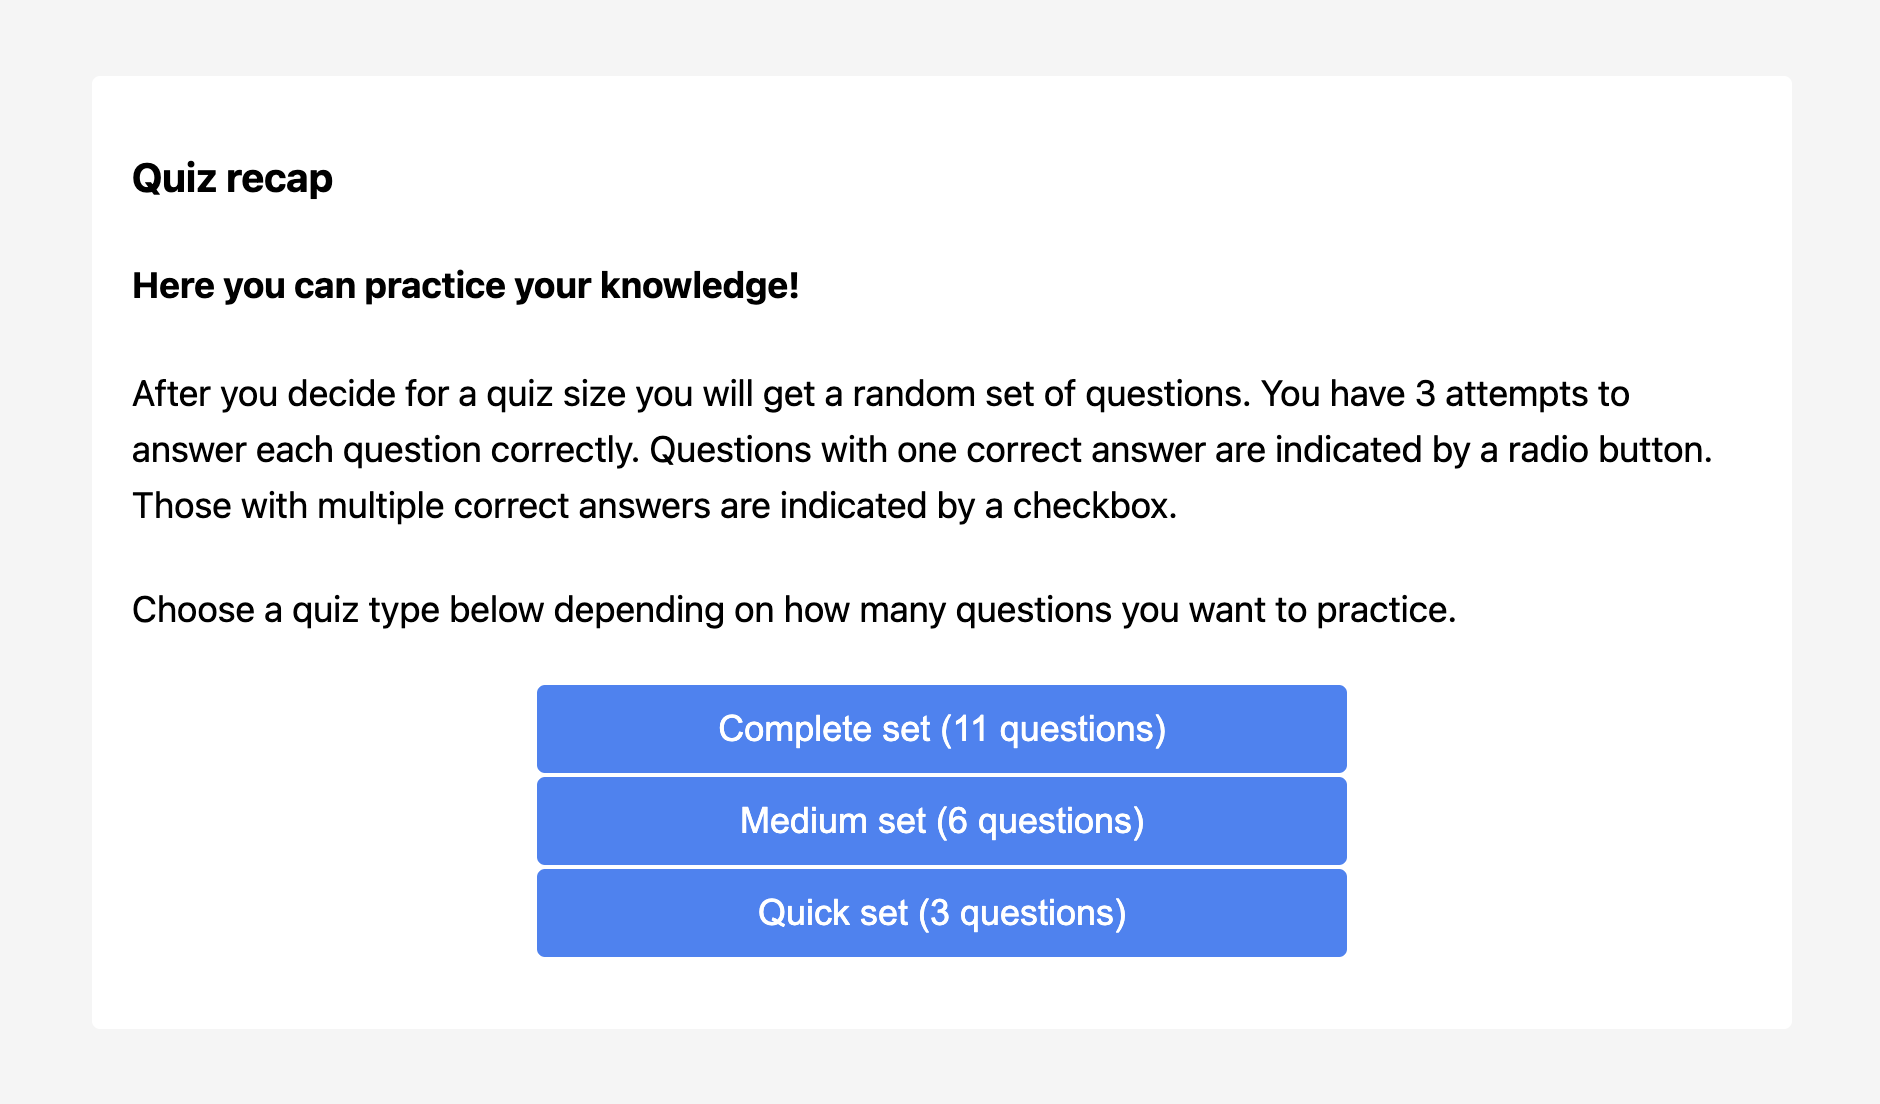 Quiz recap
Here you can practice your knowledge!
After you decide for a quiz size you will get a random set of questions. You have 3 attempts to
answer each question correctly. Questions with one correct answer are indicated by a radio button.
Those with multiple correct answers are indicated by a checkbox.
Choose a quiz type below depending on how many questions you want to practice.
Complete set (11 questions)
Medium set (6 questions)
Quick set (3 questions)